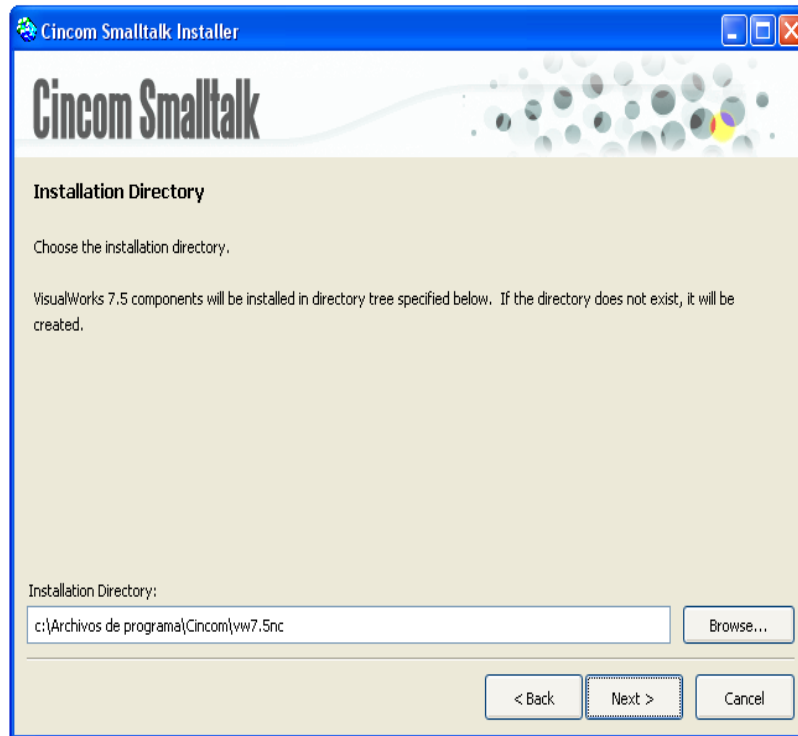 Cincom Smalltalk Installer
Cincom Smalltalk
Installation Directory
Choose the installation directory.
VisualWorks 7.5 components will be installed in directory tree specified below.  If the directory does not exist, it will be
created.
Installation Directory:
c:\Archivos de programa\Cincom\vw7.5nc
Browse...
< Back
Next >
Cancel